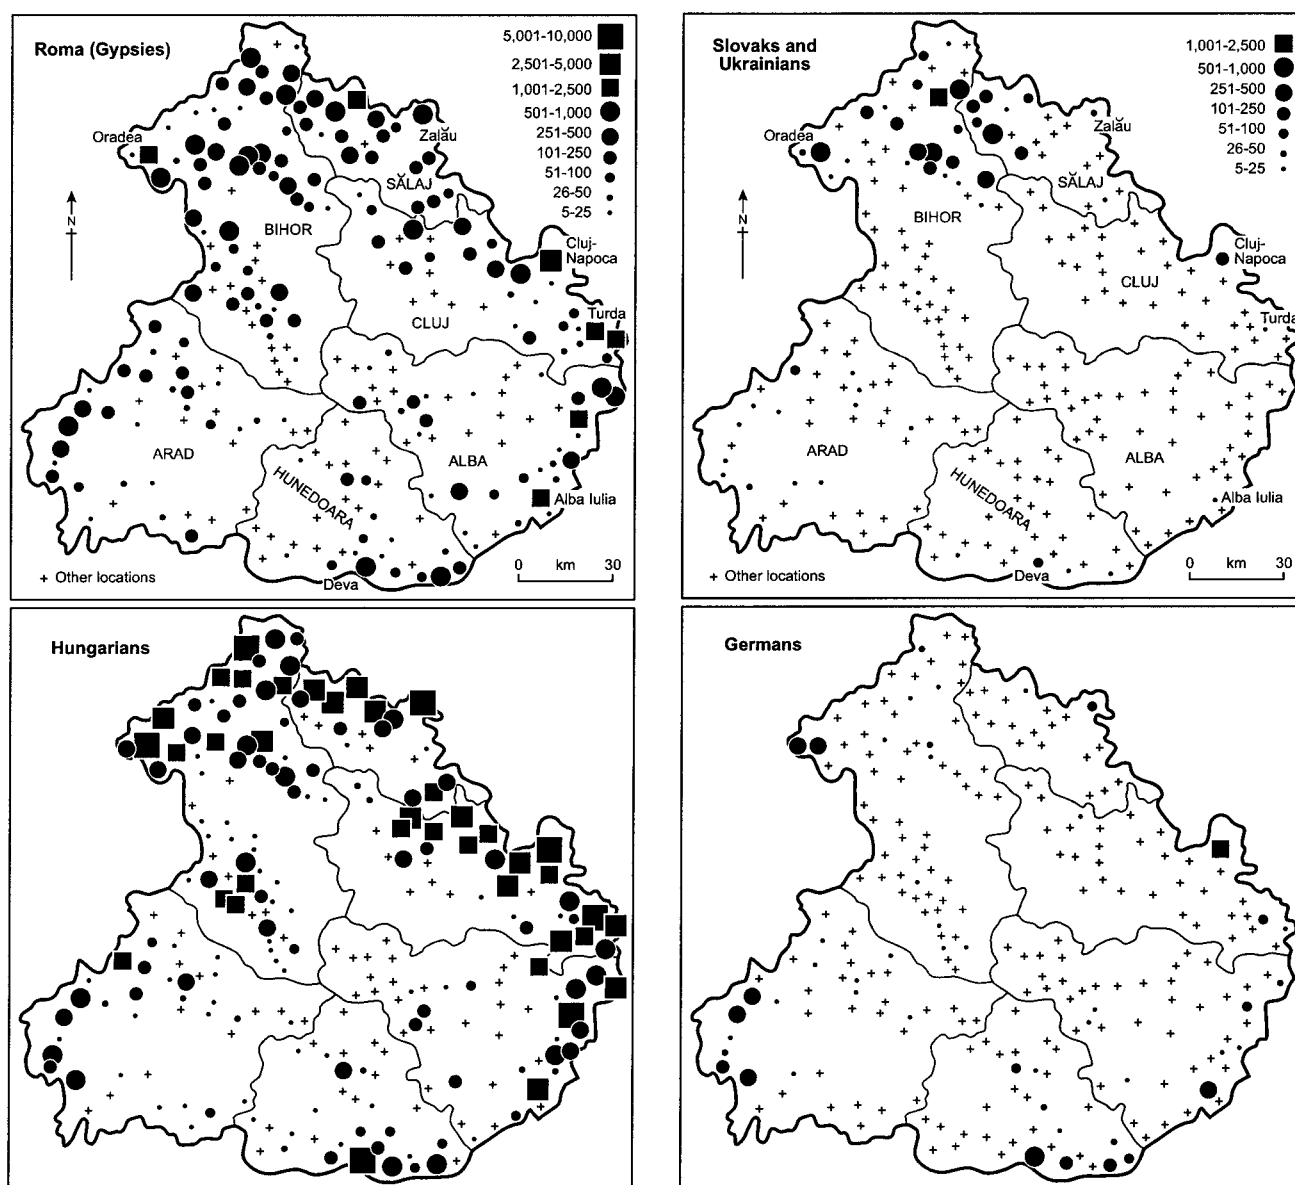 Roma (Gypsies)
5,001-10,000
2,501-5,000
1,001-2,500
501-1,000
251-500
101-250
51-100
26-50
5-25
Oradea
Zalău
N
SĂLAJ
BIHOR
Cluj-
Napoca
CLUJ
Turda
ARAD
ALBA
HUNEDOARA
Alba Iulia
+ Other locations
Deva
0 km 30
Slovaks and
Ukrainians
1,001-2,500
501-1,000
251-500
101-250
51-100
26-50
5-25
Oradea
Zalău
N
SĂLAJ
BIHOR
Cluj-
Napoca
CLUJ
Turda
ARAD
ALBA
HUNEDOARA
Alba Iulia
+ Other locations
Deva
0 km 30
Hungarians
Germans